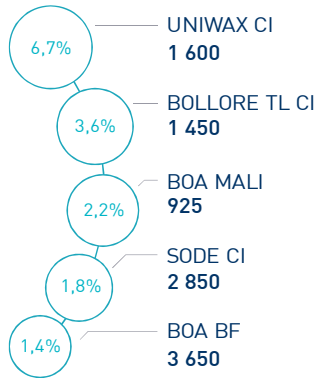 6,7%
UNIWAX CI
1 600
3,6%
BOLLORE TL CI
1 450
2,2%
BOA MALI
925
1,8%
SODE CI
2 850
1,4%
BOA BF
3 650